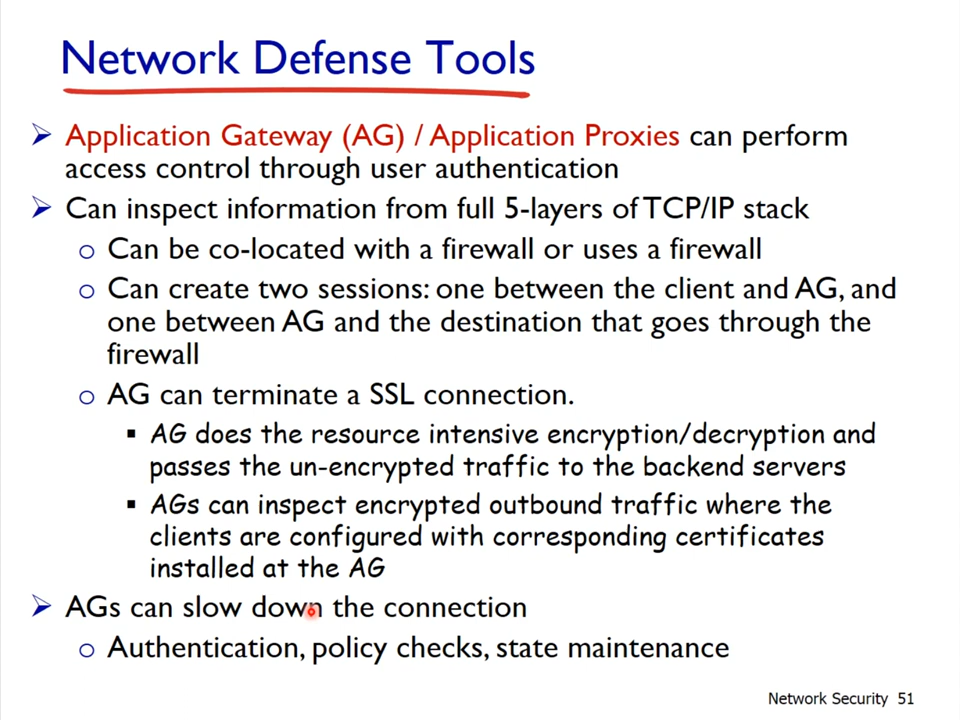 Network Defense Tools
Application Gateway (AG) / Application Proxies can perform
access control through user authentication
Can inspect information from full 5-layers of TCP/IP stack
Can be co-located with a firewall or uses a firewall
Can create two sessions: one between the client and AG, and
one between AG and the destination that goes through the
firewall
AG can terminate a SSL connection.
AG does the resource intensive encryption/decryption and
passes the un-encrypted traffic to the backend servers
AGs can inspect encrypted outbound traffic where the
clients are configured with corresponding certificates
installed at the AG
AGs can slow down the connection
Authentication, policy checks, state maintenance
Network Security 51